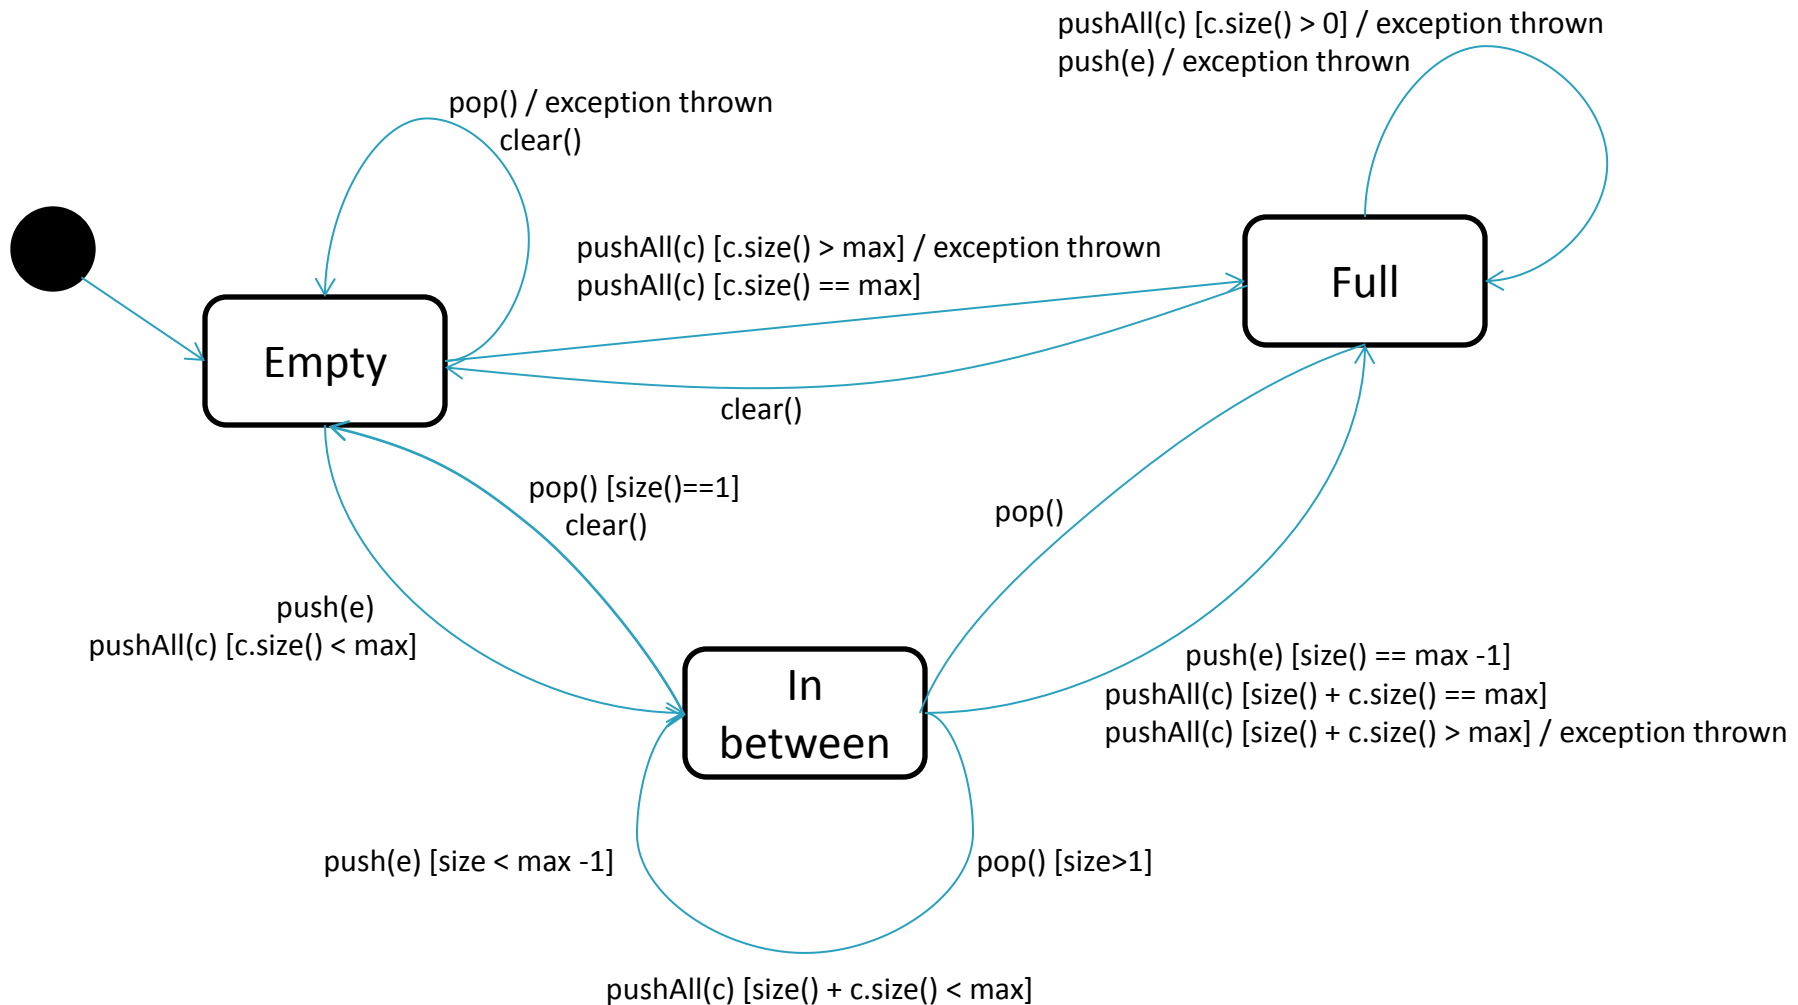 pushAll(c) [c.size() > 0] / exception thrown
push(e) / exception thrown
pop() / exception thrown
clear()
pushAll(c) [c.size() > max] / exception thrown
pushAll(c) [c.size() == max]
Full
Empty
clear()
pop() [size()==1]
clear()
pop()
push(e)
pushAll(c) [c.size() < max]
In
between
push(e) [size() == max -1]
pushAll(c) [size() + c.size() == max]
pushAll(c) [size() + c.size() > max] / exception thrown
push(e) [size < max -1]
pop() [size>1]
pushAll(c) [size() + c.size() < max]